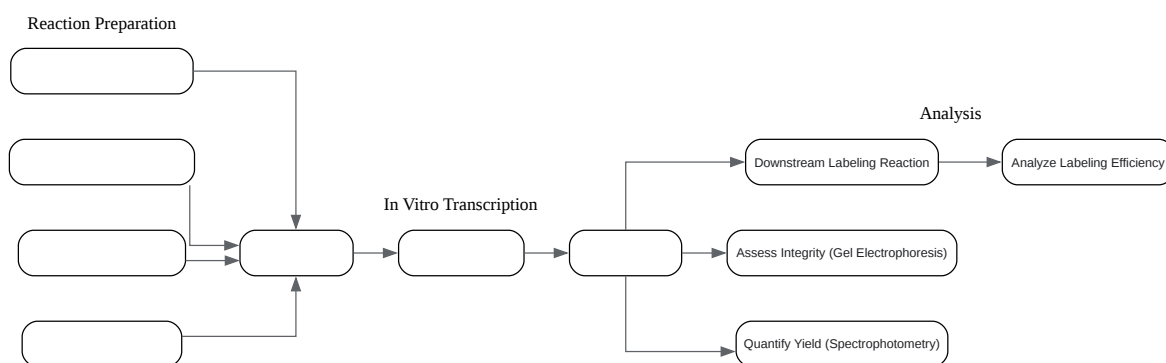 Reaction Preparation
Analysis
Downstream Labeling Reaction
Analyze Labeling Efficiency
In Vitro Transcription
Assess Integrity (Gel Electrophoresis)
Quantify Yield (Spectrophotometry)